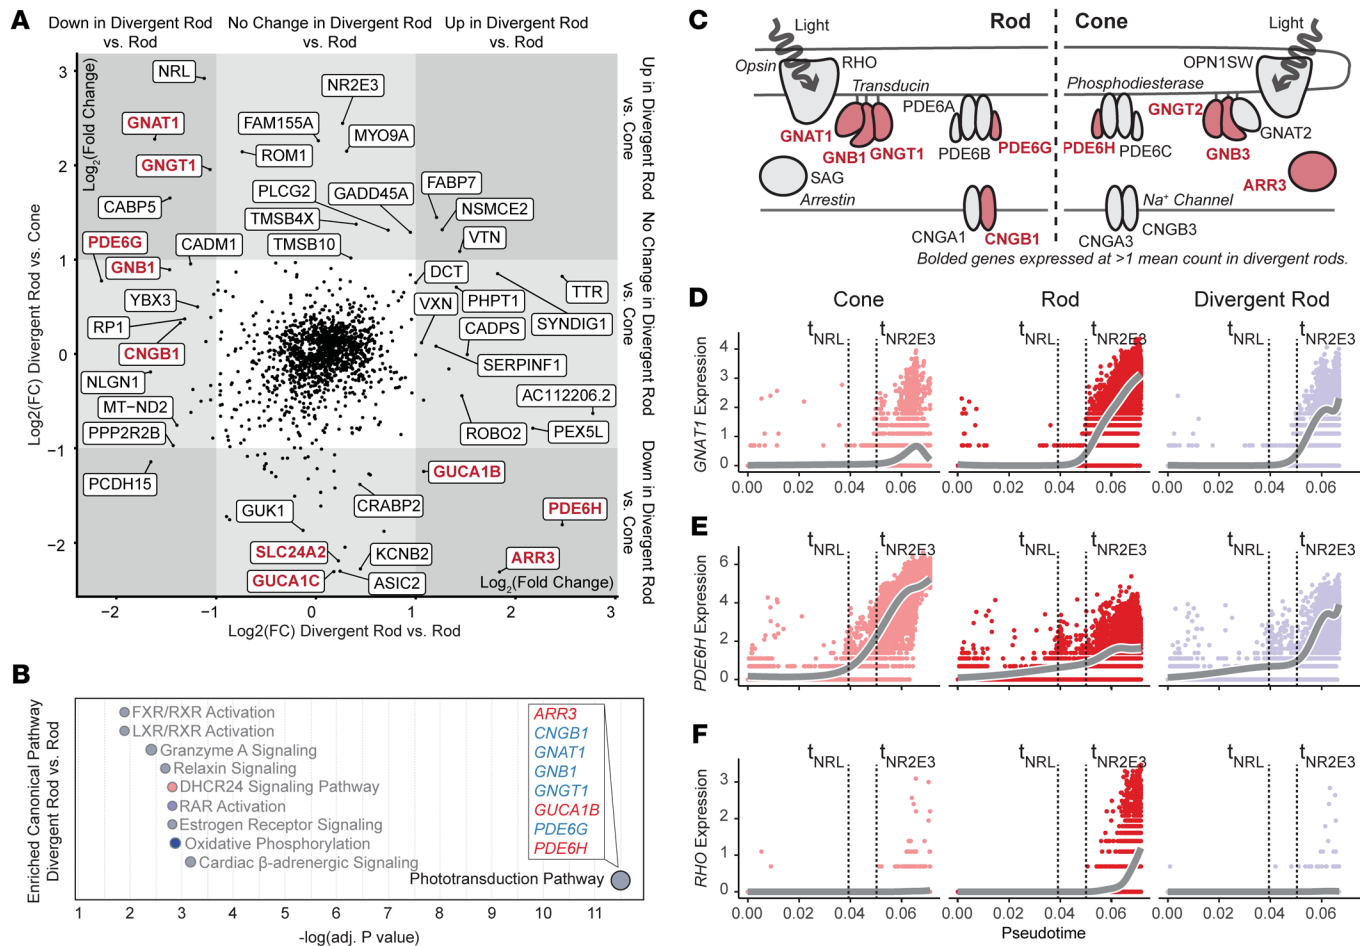 A
Down in Divergent Rod
vs. Rod
No Change in Divergent Rod
vs. Rod
Up in Divergent Rod
vs. Rod
Up in Divergent Rod
vs. Cone
No Change in Divergent Rod
vs. Cone
Down in Divergent Rod
vs. Cone
Log2(FC) Divergent Rod vs. Cone
Log₂(Fold Change)
3
2
1
0
−1
−2
NRL
GNAT1
GNGT1
CABP5
PDE6G
CADM1
GNB1
YBX3
RP1
CNGB1
NLGN1
MT−ND2
PPP2R2B
PCDH15
NR2E3
FAM155A
MYO9A
ROM1
PLCG2
GADD45A
TMSB4X
TMSB10
FABP7
NSMCE2
VTN
DCT
TTR
VXN
PHPT1
SYNDIG1
CADPS
SERPINF1
AC112206.2
ROBO2
PEX5L
GUCA1B
CRABP2
GUK1
PDE6H
SLC24A2
KCNB2
ARR3
GUCA1C
ASIC2
Log₂(Fold Change)
−2
−1
0
1
2
3
Log2(FC) Divergent Rod vs. Rod
B
Enriched Canonical Pathway
Divergent Rod vs. Rod
FXR/RXR Activation
LXR/RXR Activation
Granzyme A Signaling
Relaxin Signaling
DHCR24 Signaling Pathway
RAR Activation
Estrogen Receptor Signaling
Oxidative Phosphorylation
Cardiac β-adrenergic Signaling
Phototransduction Pathway
ARR3
CNGB1
GNAT1
GNB1
GNGT1
GUCA1B
PDE6G
PDE6H
1 2 3 4 5 6 7 8 9 10 11
-log(adj. P value)
C
Rod
Cone
Light
Light
Opsin
RHO
OPN1SW
Transducin
Phosphodiesterase
PDE6A
GNGT2
GNAT1
GNB1
GNGT1
PDE6B
PDE6G
PDE6H
PDE6C
GNB3
GNAT2
SAG
Arrestin
ARR3
Na⁺ Channel
CNGA1
CNGB1
CNGA3
CNGB3
Bolded genes expressed at >1 mean count in divergent rods.
D
Cone
Rod
Divergent Rod
tNRL tNR2E3
tNRL tNR2E3
tNRL tNR2E3
GNAT1 Expression
4
3
2
1
0
0.00 0.02 0.04 0.06
0.00 0.02 0.04 0.06
0.00 0.02 0.04 0.06
E
tNRL tNR2E3
tNRL tNR2E3
tNRL tNR2E3
PDE6H Expression
6
4
2
0
0.00 0.02 0.04 0.06
0.00 0.02 0.04 0.06
0.00 0.02 0.04 0.06
F
tNRL tNR2E3
tNRL tNR2E3
tNRL tNR2E3
RHO Expression
3
2
1
0
0.00 0.02 0.04 0.06
0.00 0.02 0.04 0.06
0.00 0.02 0.04 0.06
Pseudotime